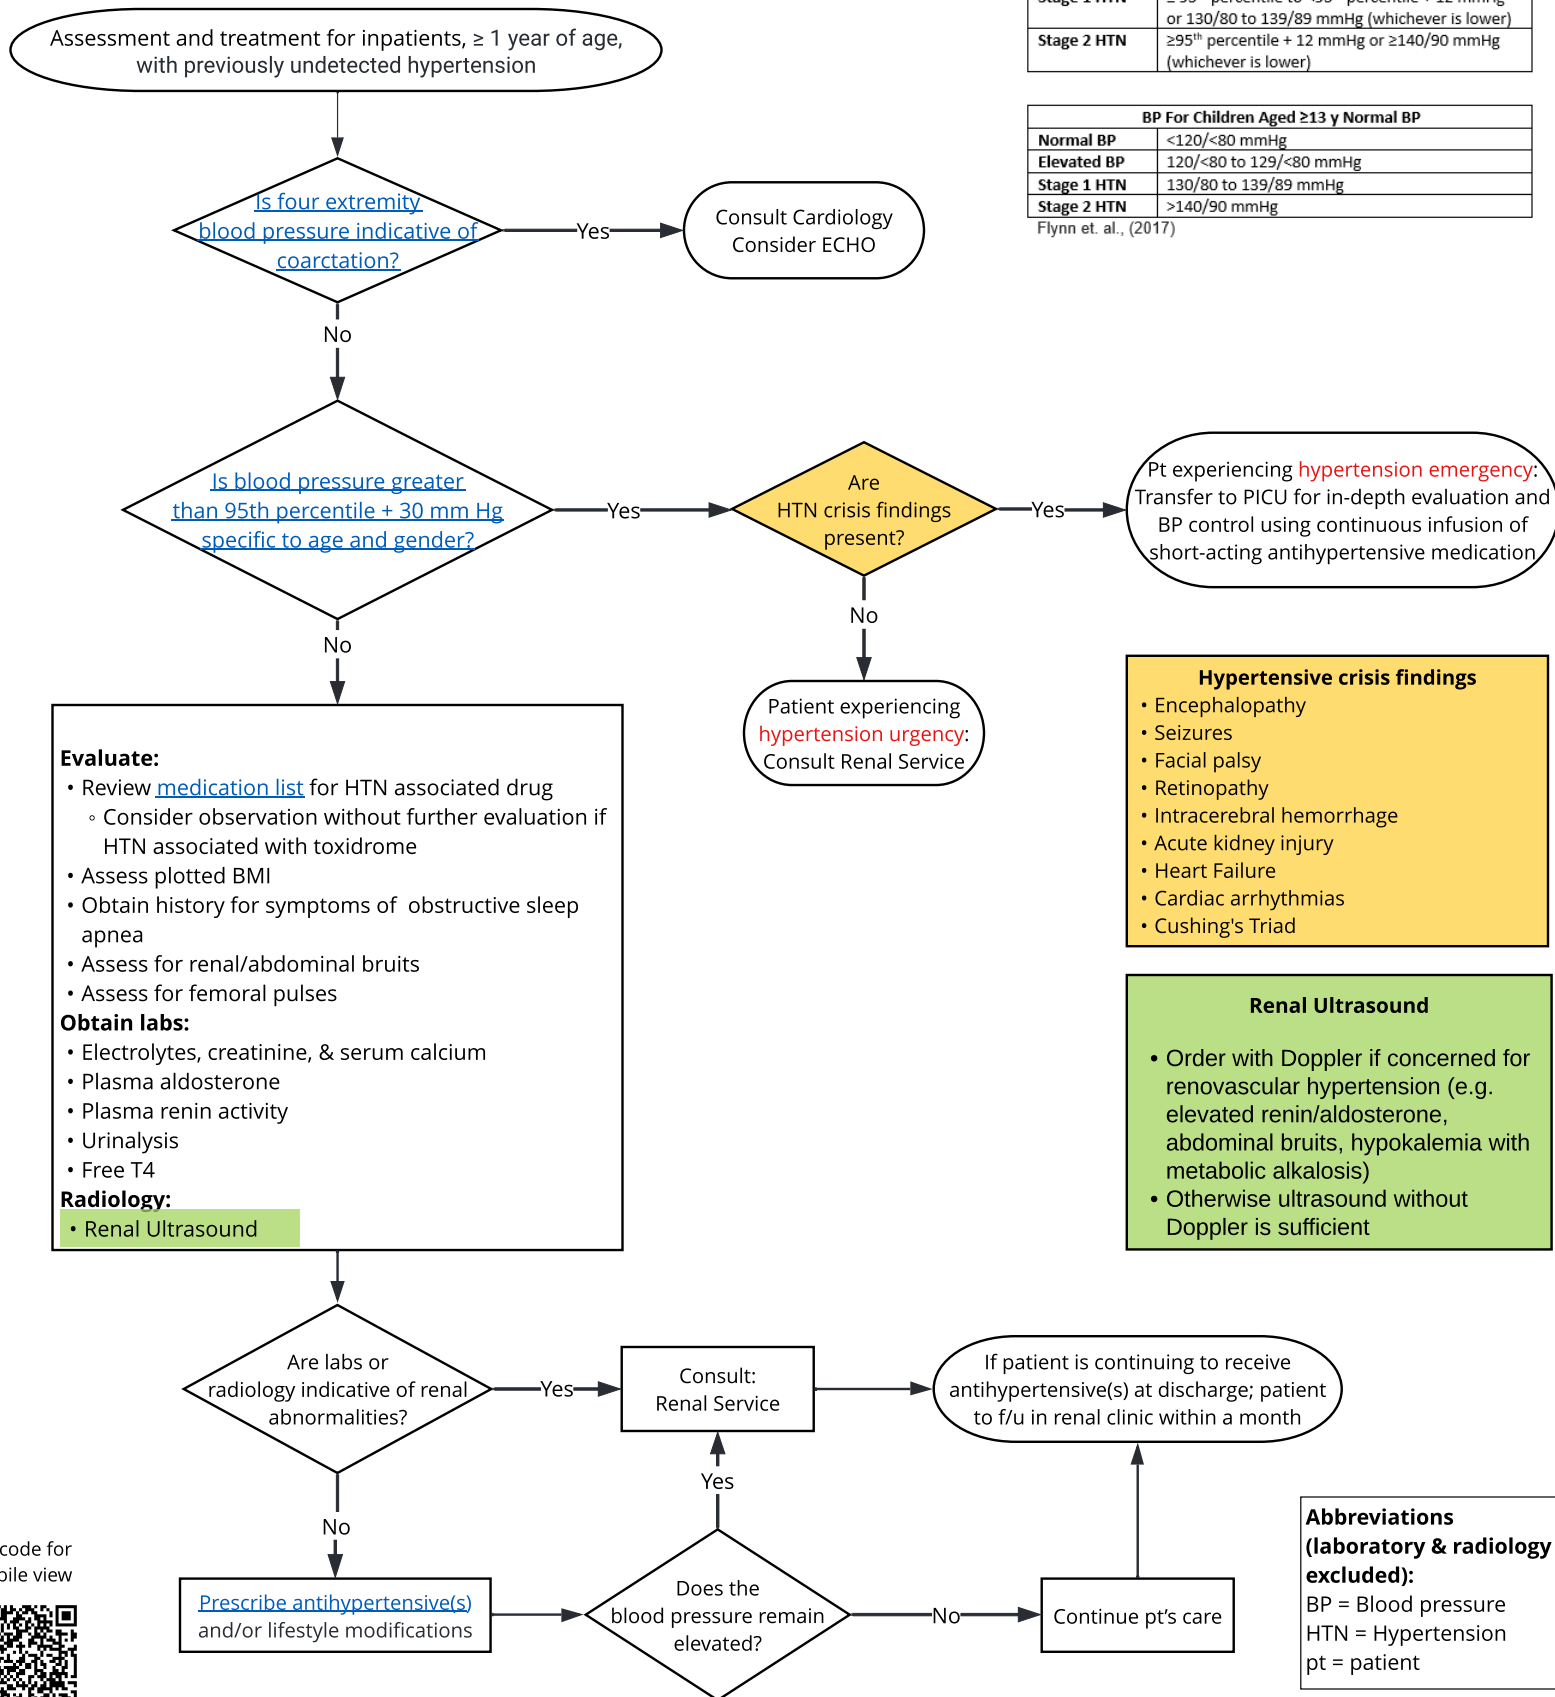 Stage 1 HTN
percentile + 12 mmHg
or 130/80 to 139/89 mmHg (whichever is lower)
Stage 2 HTN
≥95th percentile + 12 mmHg or ≥140/90 mmHg
(whichever is lower)
BP For Children Aged ≥13 y Normal BP
Normal BP
<120/<80 mmHg
Elevated BP
120/<80 to 129/<80 mmHg
Stage 1 HTN
130/80 to 139/89 mmHg
Stage 2 HTN
>140/90 mmHg
Flynn et. al., (2017)
Assessment and treatment for inpatients, ≥ 1 year of age,
with previously undetected hypertension
Is four extremity
blood pressure indicative of
coarctation?
Yes
Consult Cardiology
Consider ECHO
No
Is blood pressure greater
than 95th percentile + 30 mm Hg
specific to age and gender?
Yes
Are
HTN crisis findings
present?
Yes
Pt experiencing hypertension emergency:
Transfer to PICU for in-depth evaluation and
BP control using continuous infusion of
short-acting antihypertensive medication
No
Patient experiencing
hypertension urgency:
Consult Renal Service
No
Hypertensive crisis findings
• Encephalopathy
• Seizures
• Facial palsy
• Retinopathy
• Intracerebral hemorrhage
• Acute kidney injury
• Heart Failure
• Cardiac arrhythmias
• Cushing's Triad
Evaluate:
• Review medication list for HTN associated drug
◦ Consider observation without further evaluation if
HTN associated with toxidrome
• Assess plotted BMI
• Obtain history for symptoms of obstructive sleep
apnea
• Assess for renal/abdominal bruits
• Assess for femoral pulses
Obtain labs:
• Electrolytes, creatinine, & serum calcium
• Plasma aldosterone
• Plasma renin activity
• Urinalysis
• Free T4
Radiology:
• Renal Ultrasound
Renal Ultrasound
• Order with Doppler if concerned for
renovascular hypertension (e.g.
elevated renin/aldosterone,
abdominal bruits, hypokalemia with
metabolic alkalosis)
• Otherwise ultrasound without
Doppler is sufficient
Are labs or
radiology indicative of renal
abnormalities?
Yes
Consult:
Renal Service
If patient is continuing to receive
antihypertensive(s) at discharge; patient
to f/u in renal clinic within a month
No
Yes
Prescribe antihypertensive(s)
and/or lifestyle modifications
Does the
blood pressure remain
elevated?
No
Continue pt's care
Abbreviations
(laboratory & radiology
excluded):
BP = Blood pressure
HTN = Hypertension
pt = patient
code for
view